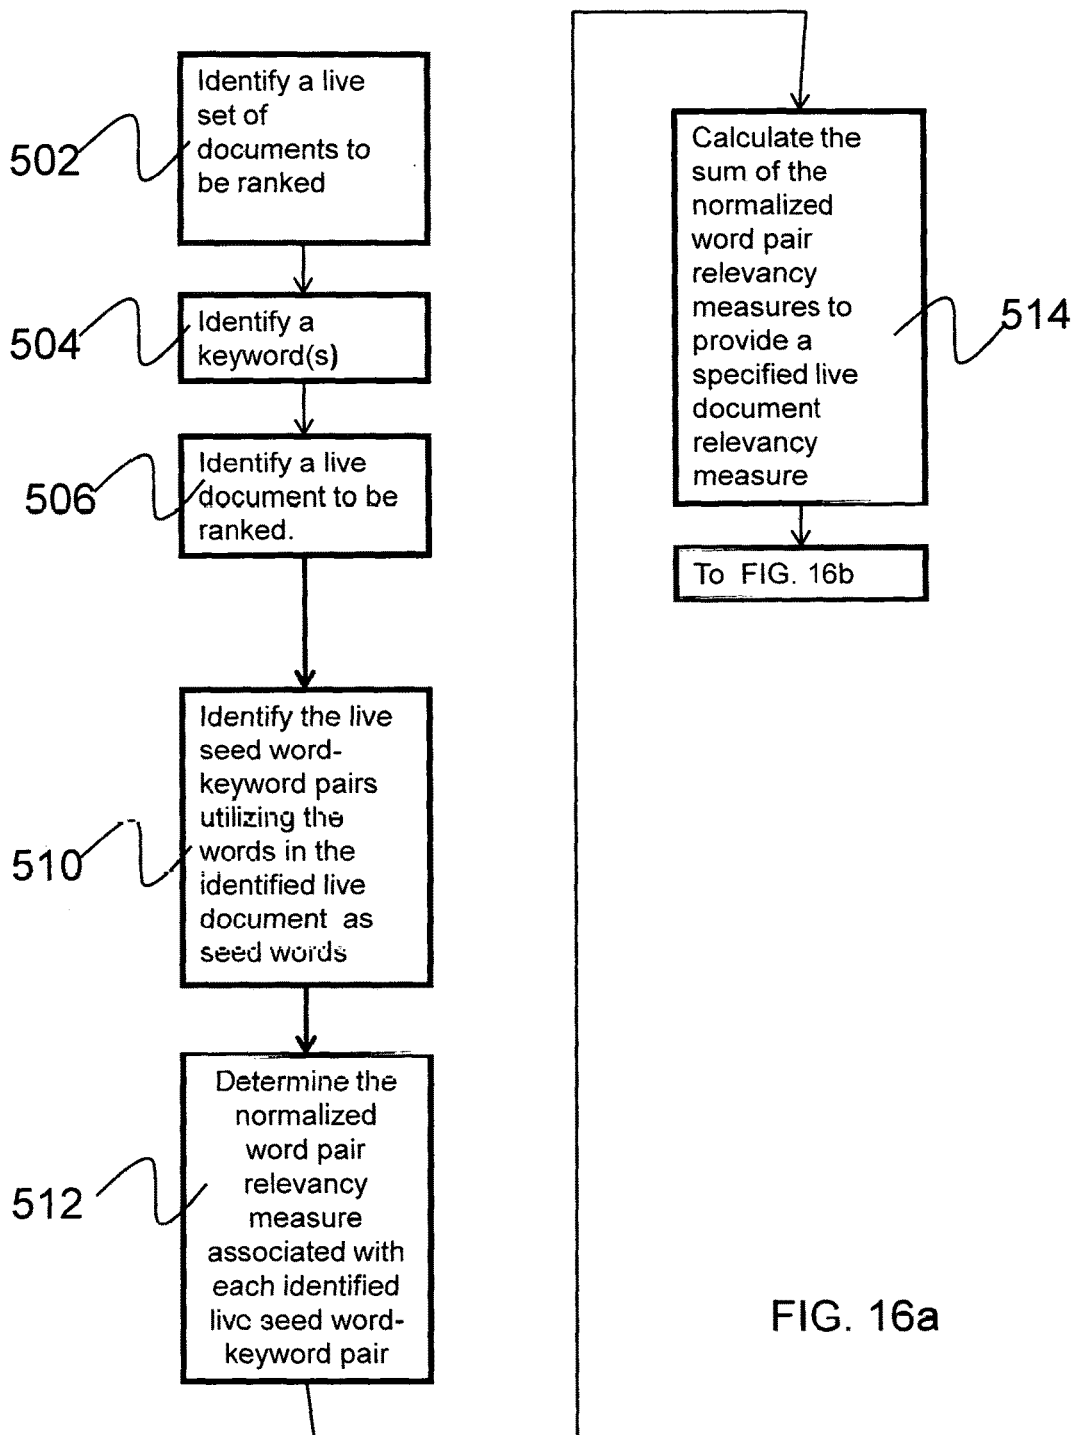 Identify a live
set of
documents to
be ranked
502
Identify a
keyword(s)
504
Identify a live
document to be
ranked.
506
Identify the live
seed word-
keyword pairs
utilizing the
words in the
identified live
document as
seed words
510
Determine the
normalized
word pair
relevancy
measure
associated with
each identified
live seed word-
keyword pair
512
Calculate the
sum of the
normalized
word pair
relevancy
measures to
provide a
specified live
document
relevancy
measure
514
To FIG. 16b
FIG. 16a